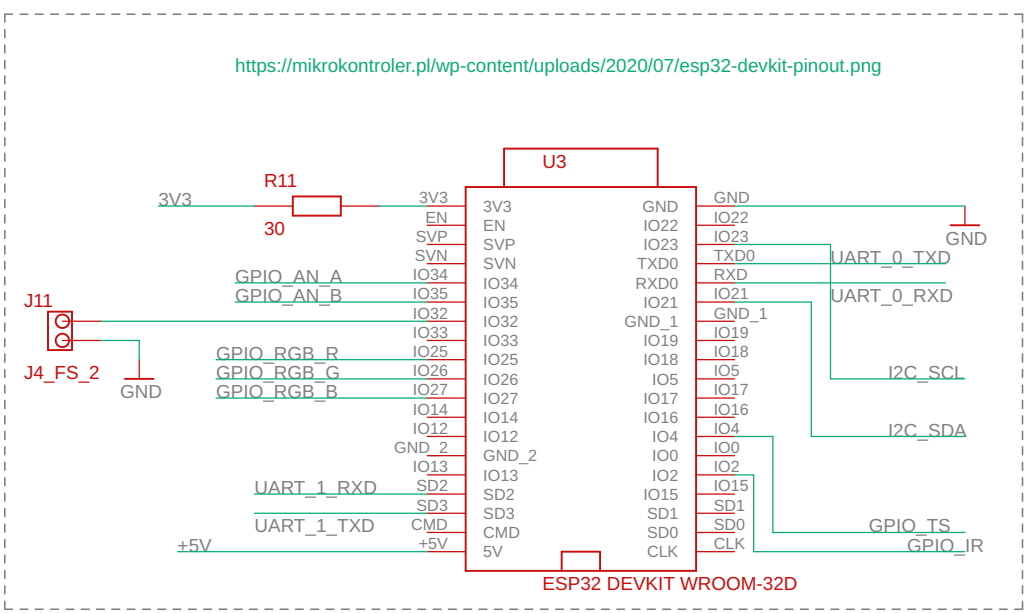 https://mikrokontroler.pl/wp-content/uploads/2020/07/esp32-devkit-pinout.png
U3
R11
3V3
30
J11
J4_FS_2
GND
GPIO_AN_A
GPIO_AN_B
GPIO_RGB_R
GPIO_RGB_G
GPIO_RGB_B
UART_1_RXD
UART_1_TXD
+5V
3V3
EN
SVP
SVN
IO34
IO35
IO32
IO33
IO25
IO26
IO27
IO14
IO12
GND_2
IO13
SD2
SD3
CMD
+5V
3V3
EN
SVP
SVN
IO34
IO35
IO32
IO33
IO25
IO26
IO27
IO14
IO12
GND_2
IO13
SD2
SD3
CMD
5V
GND
IO22
IO23
TXD0
RXD0
IO21
GND_1
IO19
IO18
IO5
IO17
IO16
IO4
IO0
IO2
IO15
SD1
SD0
CLK
GND
IO22
IO23
TXD0
RXD
IO21
GND_1
IO19
IO18
IO5
IO17
IO16
IO4
IO0
IO2
IO15
SD1
SD0
CLK
GND
UART_0_TXD
UART_0_RXD
I2C_SCL
I2C_SDA
GPIO_TS
GPIO_IR
ESP32 DEVKIT WROOM-32D